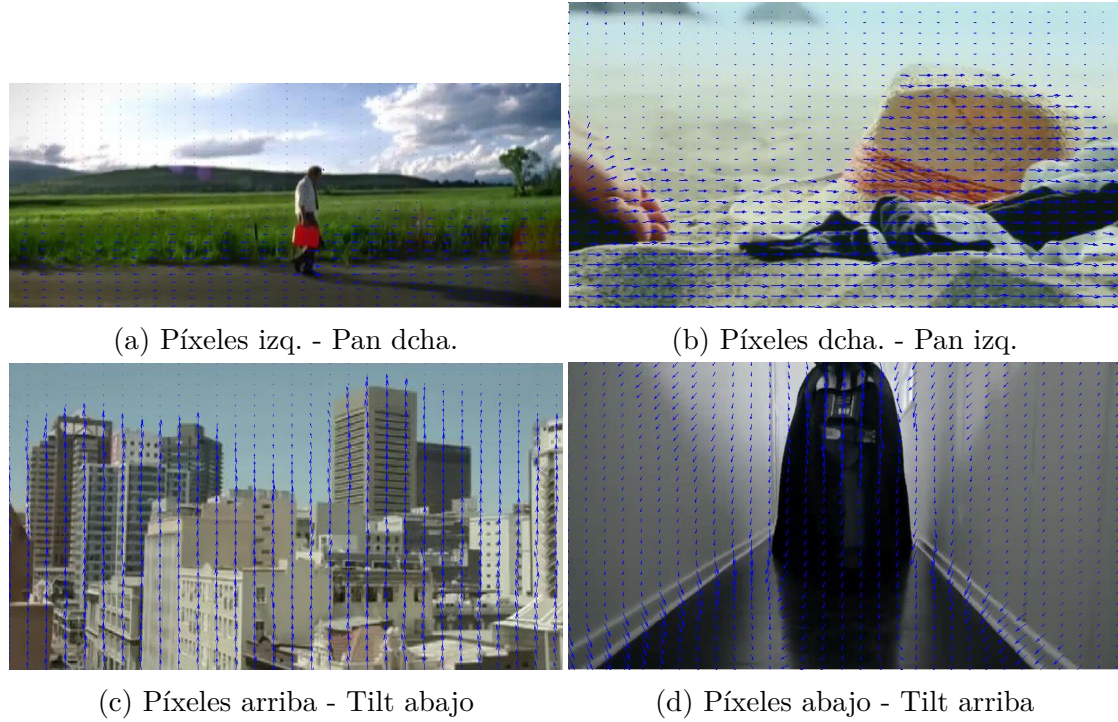 (a) Píxeles izq. - Pan dcha.
(b) Píxeles dcha. - Pan izq.
(c) Píxeles arriba - Tilt abajo
(d) Píxeles abajo - Tilt arriba